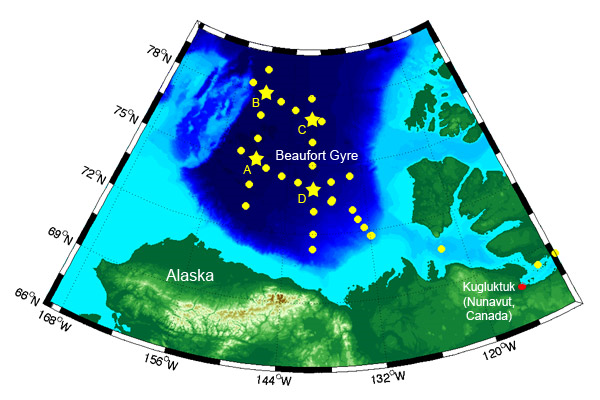 78°N
75°N
72°N
69°N
66°N
B
C
Beaufort Gyre
A
D
Alaska
Kugluktuk
(Nunavut,
Canada)
168°W
156°W
144°W
132°W
120°W